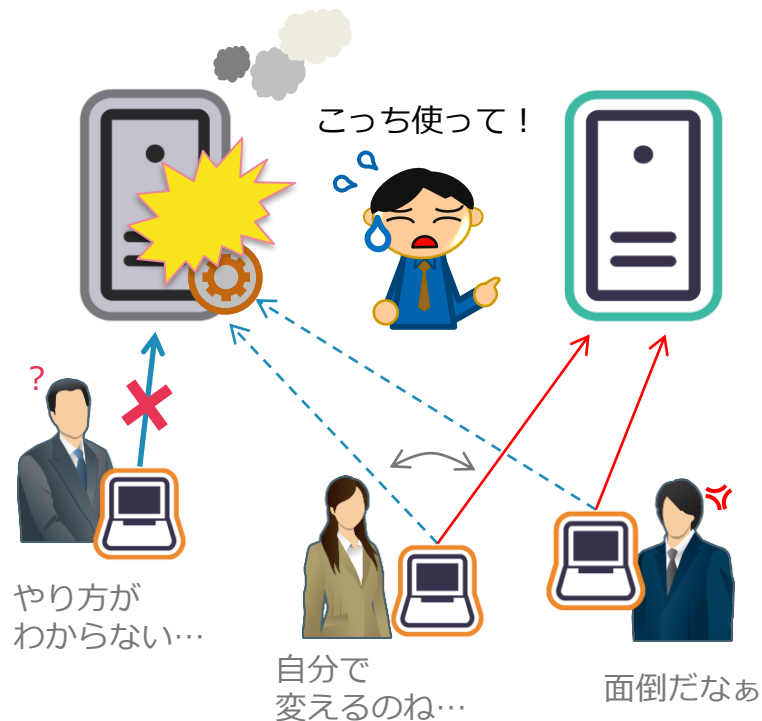 こっち使って！
?
やり方が
わからない…
自分で
変えるのね…
面倒だなぁ